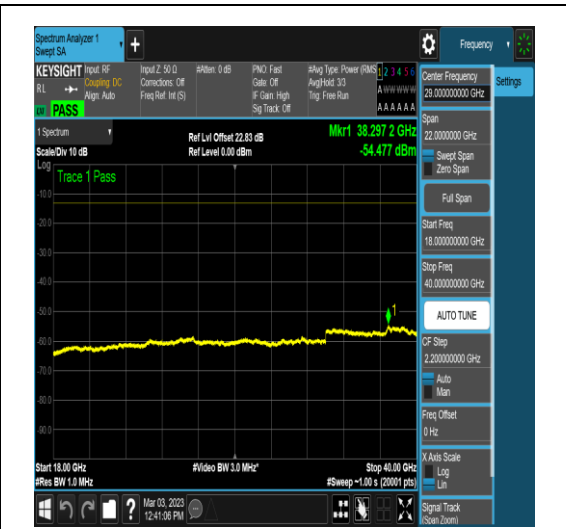 Spectrum Analyzer 1
Swept SA
+
Frequency
KEYSIGHT
RL
LV
PASS
Input: RF
Coupling: DC
Align: Auto
Input Z: 50 Ω
Corrections: Off
Freq Ref: Int (S)
#Atten: 0 dB
PNO: Fast
Gate: Off
IF Gain: High
Sig Track: Off
#Avg Type: Power (RMS)
Avg|Hold: 3/3
Trig: Free Run
1 2 3 4 5 6
A W W W W W
A A A A A A
1 Spectrum
Scale/Div 10 dB
Ref Lvl Offset 22.83 dB
Ref Level 0.00 dBm
Mkr1 38.297 2 GHz
-54.477 dBm
Log
Trace 1 Pass
-10.0
-20.0
-30.0
-40.0
-50.0
-60.0
-70.0
-80.0
-90.0
1
Start 18.00 GHz
#Res BW 1.0 MHz
#Video BW 3.0 MHz*
Stop 40.00 GHz
#Sweep ~1.00 s (20001 pts)
?
Mar 03, 2023
12:41:06 PM
Center Frequency
29.000000000 GHz
Settings
Span
22.0000000 GHz
Swept Span
Zero Span
Full Span
Start Freq
18.000000000 GHz
Stop Freq
40.000000000 GHz
AUTO TUNE
CF Step
2.200000000 GHz
Auto
Man
Freq Offset
0 Hz
X Axis Scale
Log
Lin
Signal Track
(Span Zoom)